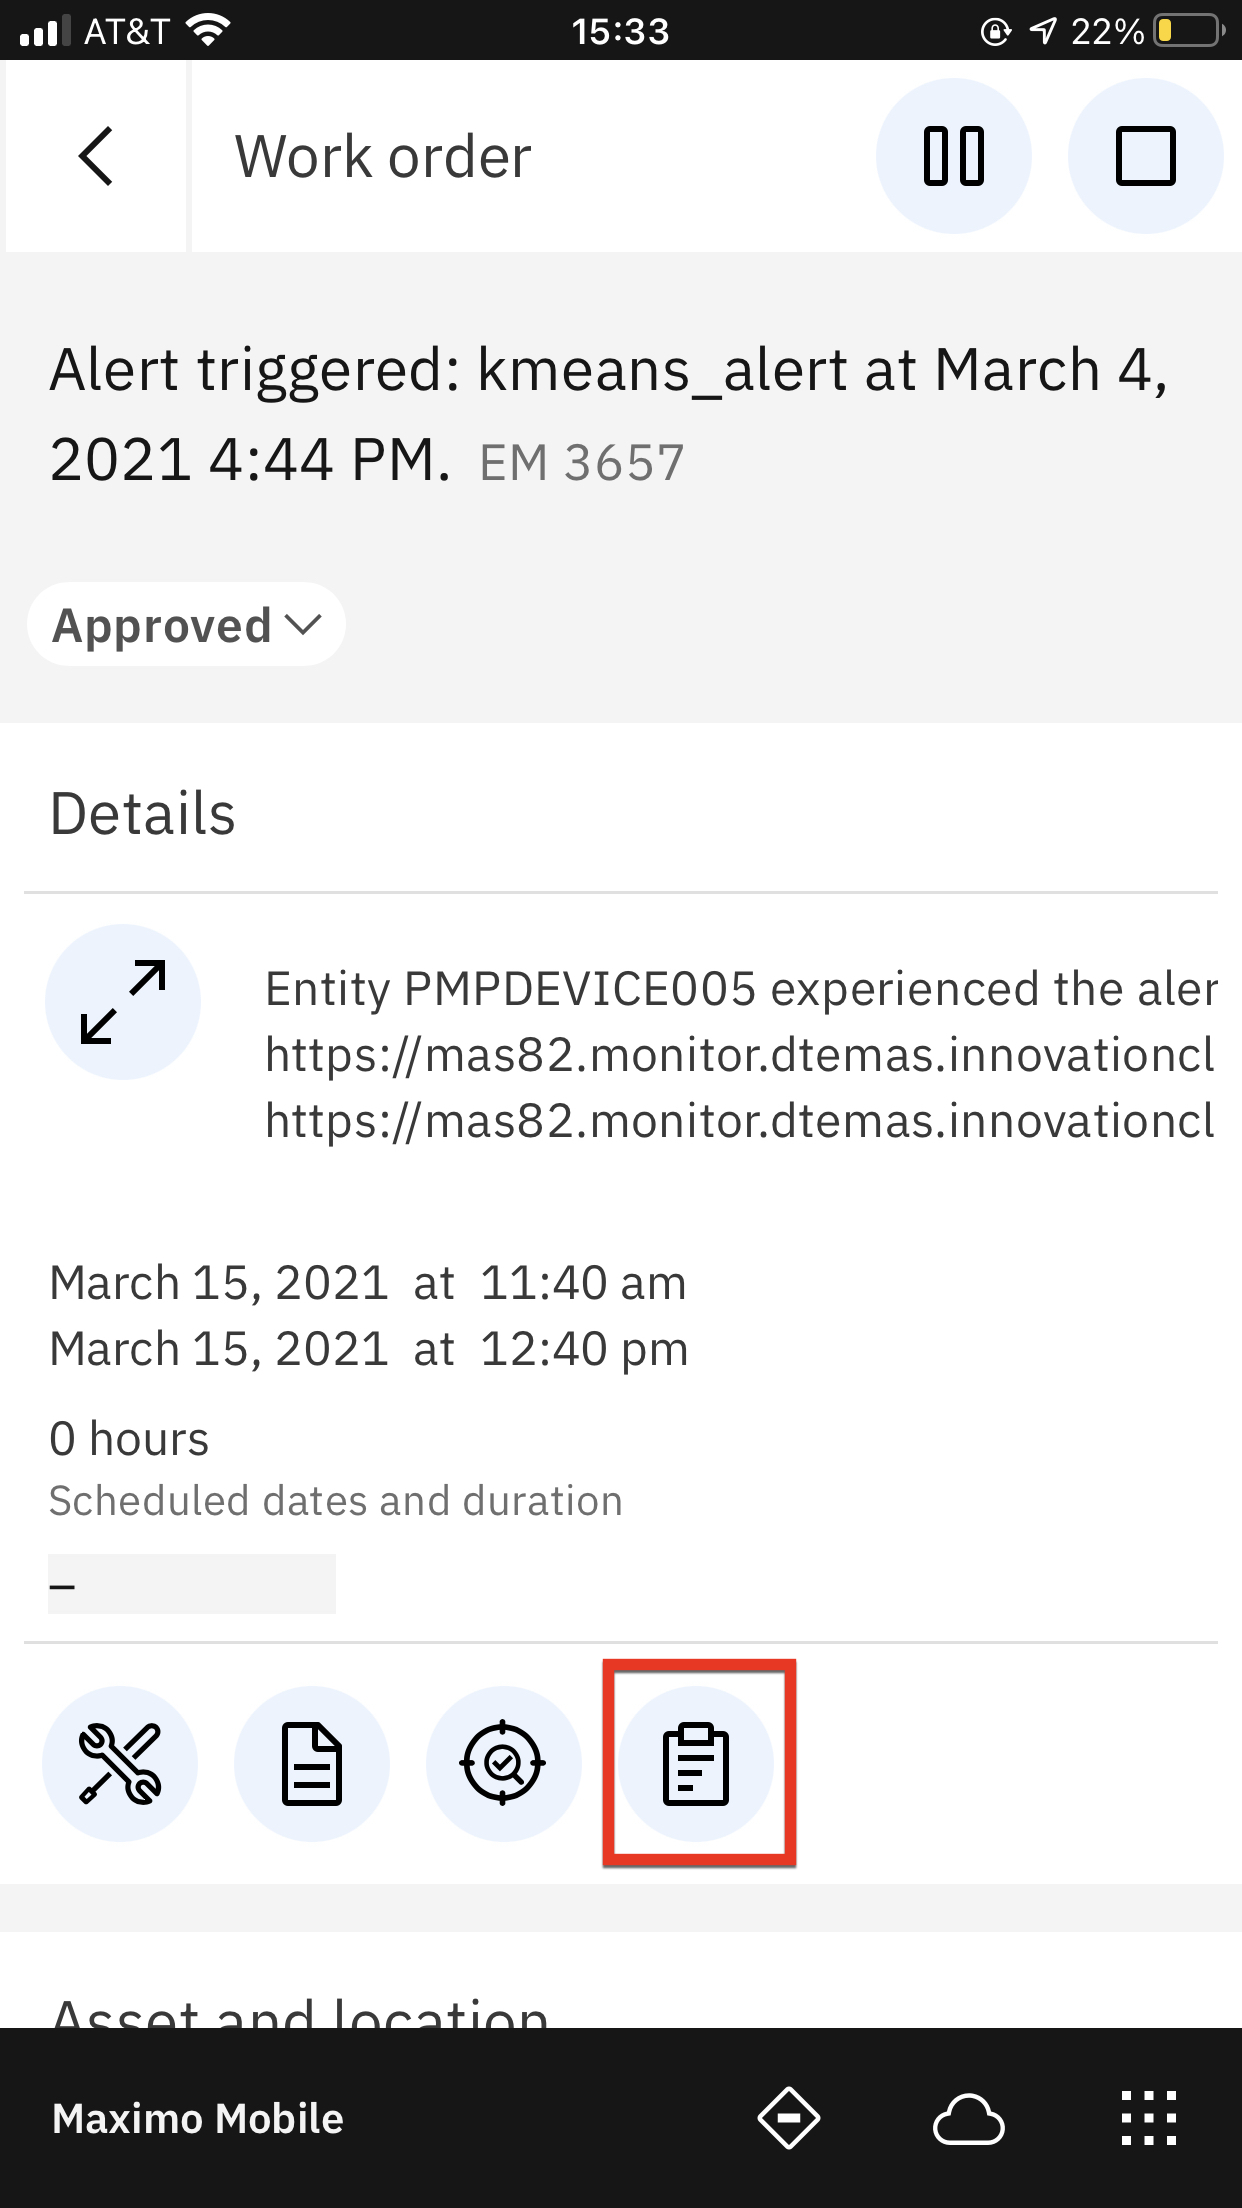 AT&T 15:33 22%
Work order
Alert triggered: kmeans_alert at March 4,
2021 4:44 PM. EM 3657
Approved
Details
Entity PMPDEVICE005 experienced the aler
https://mas82.monitor.dtemas.innovationcl
https://mas82.monitor.dtemas.innovationcl
March 15, 2021 at 11:40 am
March 15, 2021 at 12:40 pm
0 hours
Scheduled dates and duration
–
Asset and location
Maximo Mobile